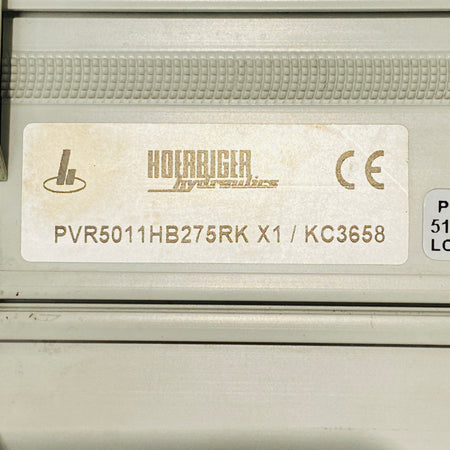 HOERBIGER
hydraulics
CE
PVR5011HB275RK X1 / KC3658
P
51
LO